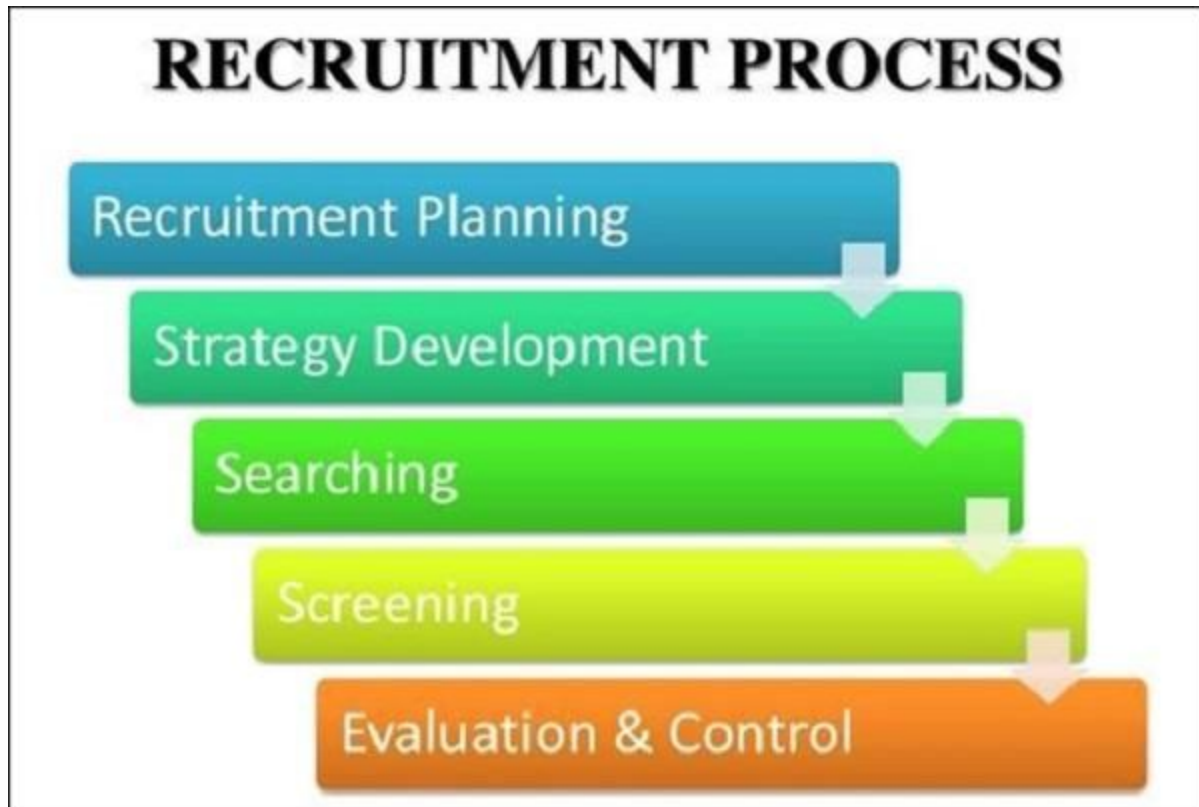 RECRUITMENT PROCESS
Recruitment Planning
Strategy Development
Searching
Screening
Evaluation & Control